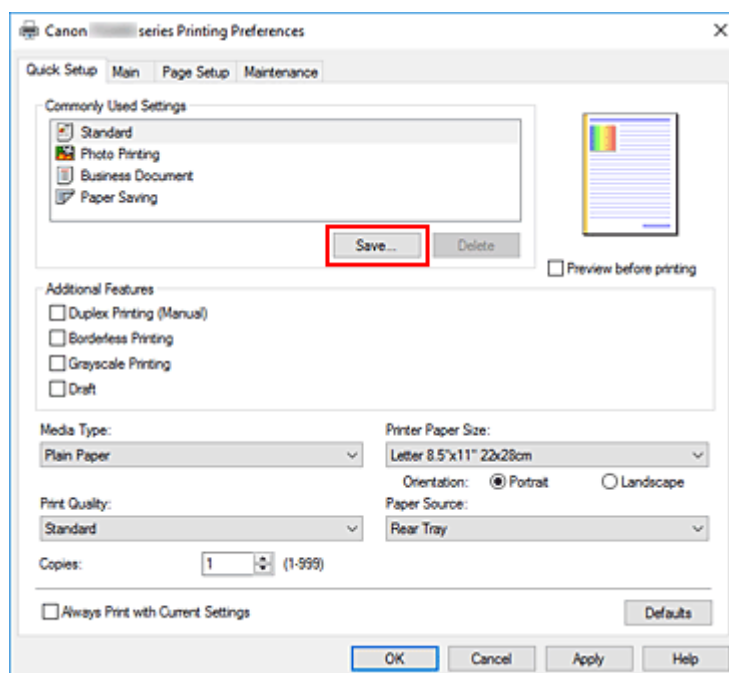 Canon series Printing Preferences
Quick Setup Main Page Setup Maintenance
Commonly Used Settings
Standard
Photo Printing
Business Document
Paper Saving
Save... Delete
Preview before printing
Additional Features
Duplex Printing (Manual)
Borderless Printing
Grayscale Printing
Draft
Media Type: Printer Paper Size:
Plain Paper Letter 8.5"x11" 22x28cm
Orientation: Portrait Landscape
Print Quality: Paper Source:
Standard Rear Tray
Copies: 1 (1-999)
Always Print with Current Settings Defaults
OK Cancel Apply Help